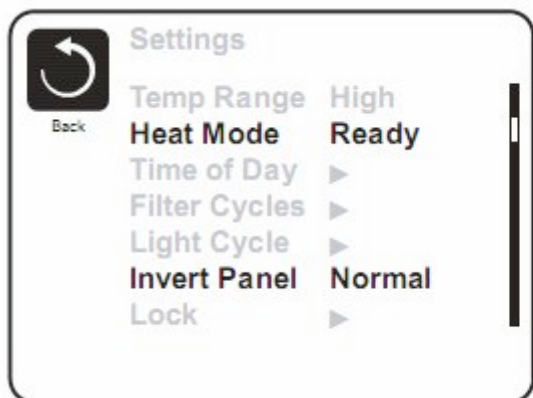 Settings
Back
Temp Range High
Heat Mode Ready
Time of Day
Filter Cycles
Light Cycle
Invert Panel Normal
Lock